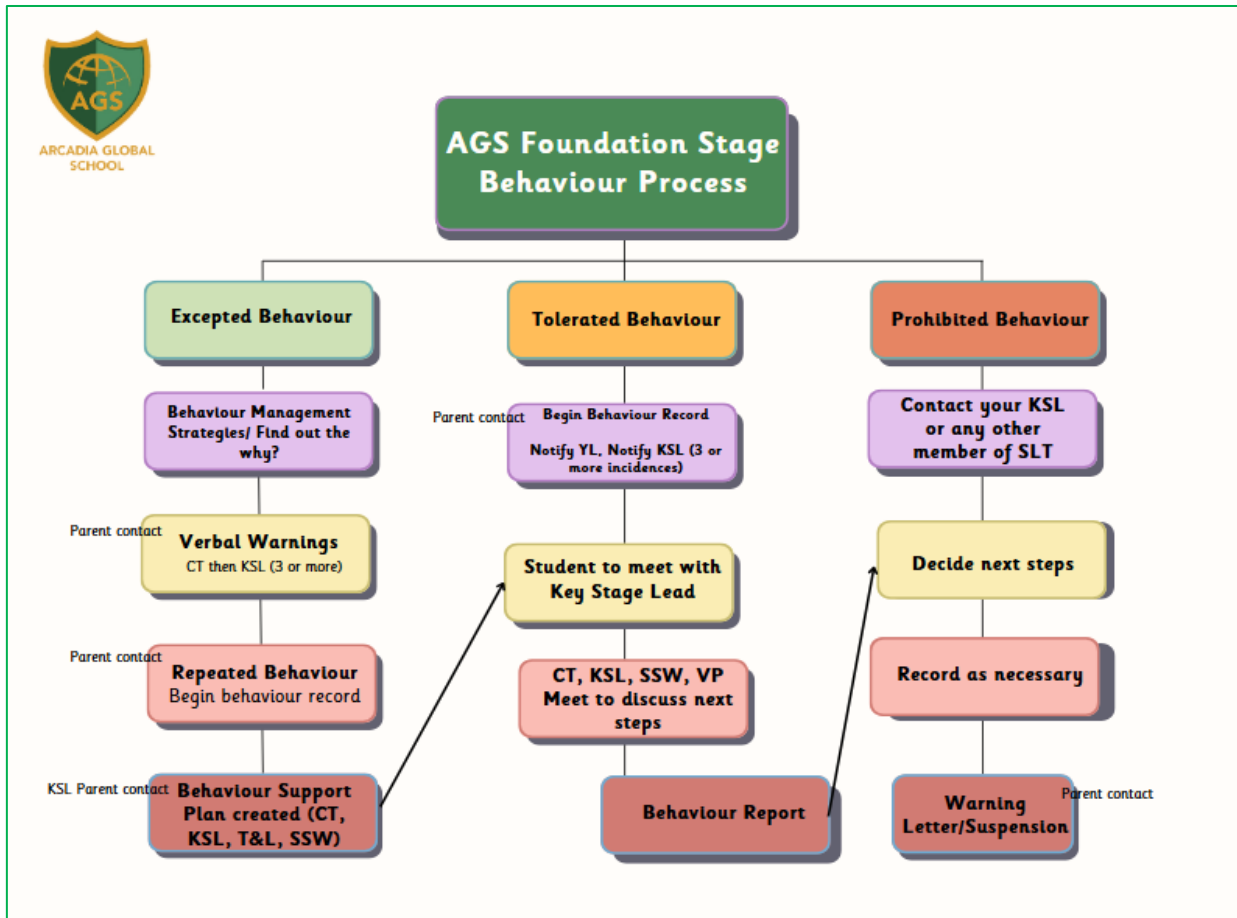 AGS
ARCADIA GLOBAL
SCHOOL
AGS Foundation Stage
Behaviour Process
Excepted Behaviour
Behaviour Management
Strategies/ Find out the
why?
Parent contact
Verbal Warnings
CT then KSL (3 or more)
Parent contact
Repeated Behaviour
Begin behaviour record
KSL Parent contact
Behaviour Support
Plan created (CT,
KSL, T&L, SSW)
Tolerated Behaviour
Parent contact
Begin Behaviour Record
Notify YL, Notify KSL (3 or
more incidences)
Student to meet with
Key Stage Lead
CT, KSL, SSW, VP
Meet to discuss next
steps
Behaviour Report
Prohibited Behaviour
Contact your KSL
or any other
member of SLT
Decide next steps
Record as necessary
Warning
Letter/Suspension
Parent contact